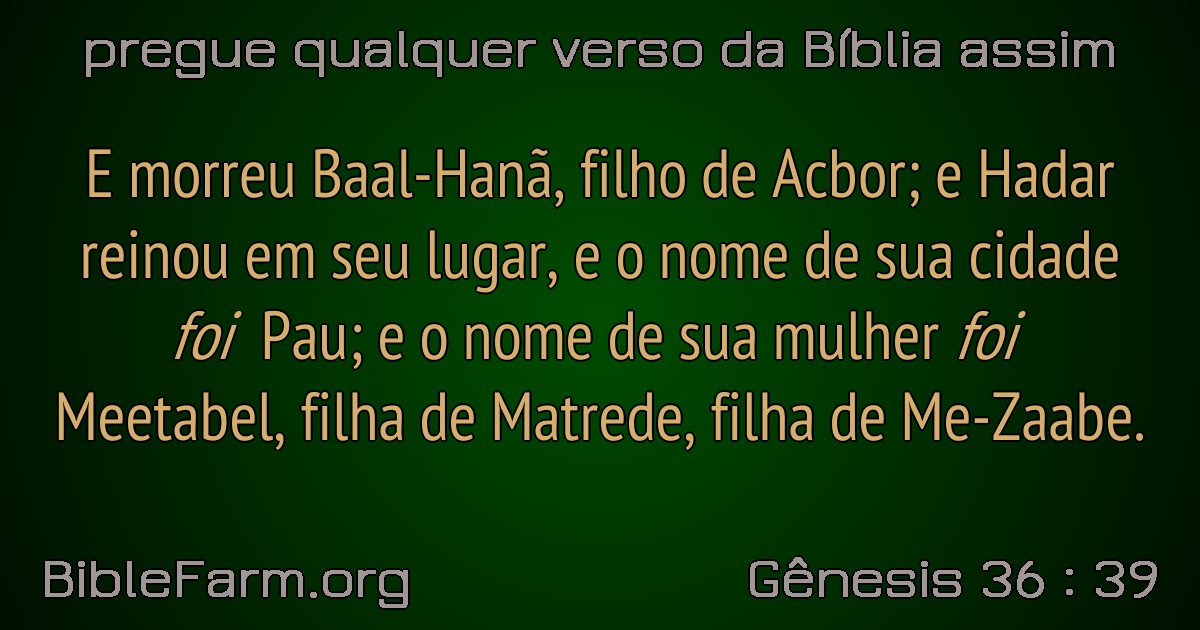 pregue qualquer verso da Bíblia assim
E morreu Baal-Hanã, filho de Acbor; e Hadar
reinou em seu lugar, e o nome de sua cidade
foi Pau; e o nome de sua mulher foi
Meetabel, filha de Matrede, filha de Me-Zaabe.
BibleFarm.org
Gênesis 36 : 39